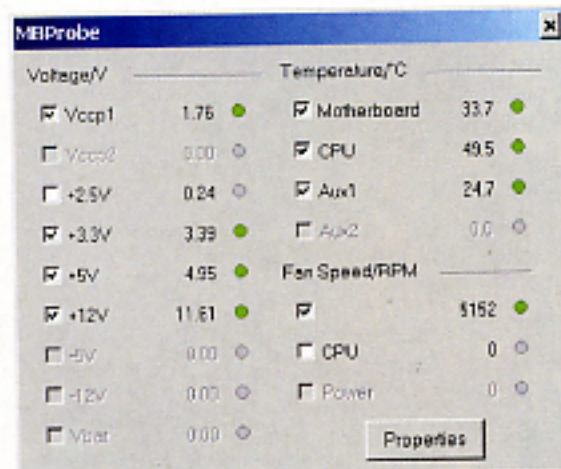 MBProbe
Voltage/V
Vccp1 1.76
Vccp2 0.00
+2.5V 0.24
+3.3V 3.39
+5V 4.95
+12V 11.61
-5V 0.00
-12V 0.00
Vbat 0.00
Temperature/°C
Motherboard 33.7
CPU 49.5
Aux1 24.7
Aux2 0.0
Fan Speed/RPM
5152
CPU 0
Power 0
Properties